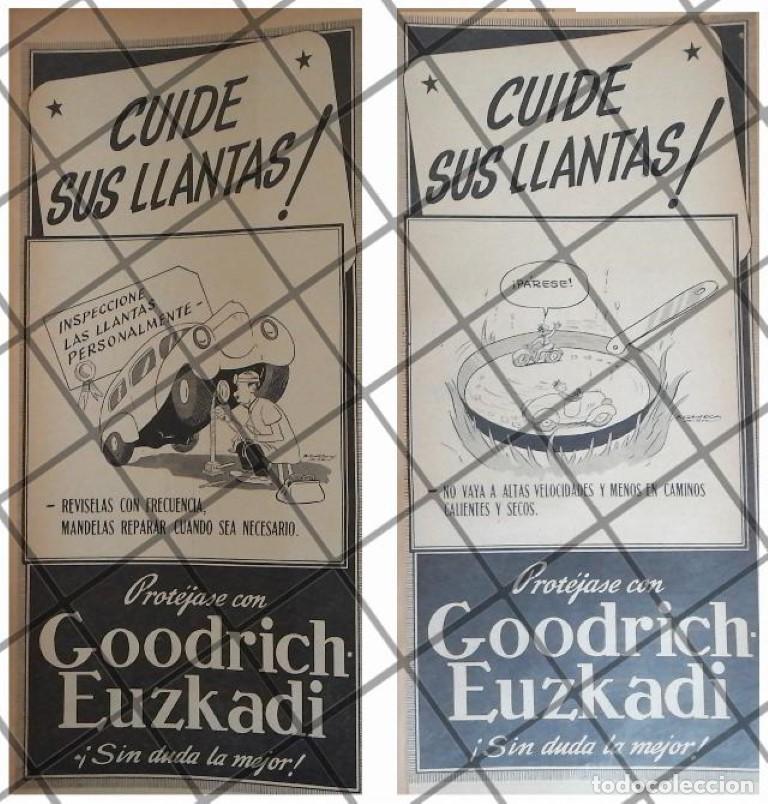 CUIDE
SUS LLANTAS!
INSPECCIONE
LAS LLANTAS
PERSONALMENTE-
- REVISELAS CON FRECUENCIA,
MANDELAS REPARAR CUANDO SEA NECESARIO.
Protéjase con
Goodrich-
Euzkadi
¡Sin duda la mejor!
CUIDE
SUS LLANTAS!
¡PÁRESE!
- NO VAYA A ALTAS VELOCIDADES Y MENOS EN CAMINOS
CALIENTES Y SECOS.
Protéjase con
Goodrich-
Euzkadi
¡Sin duda la mejor!
todocoleccion